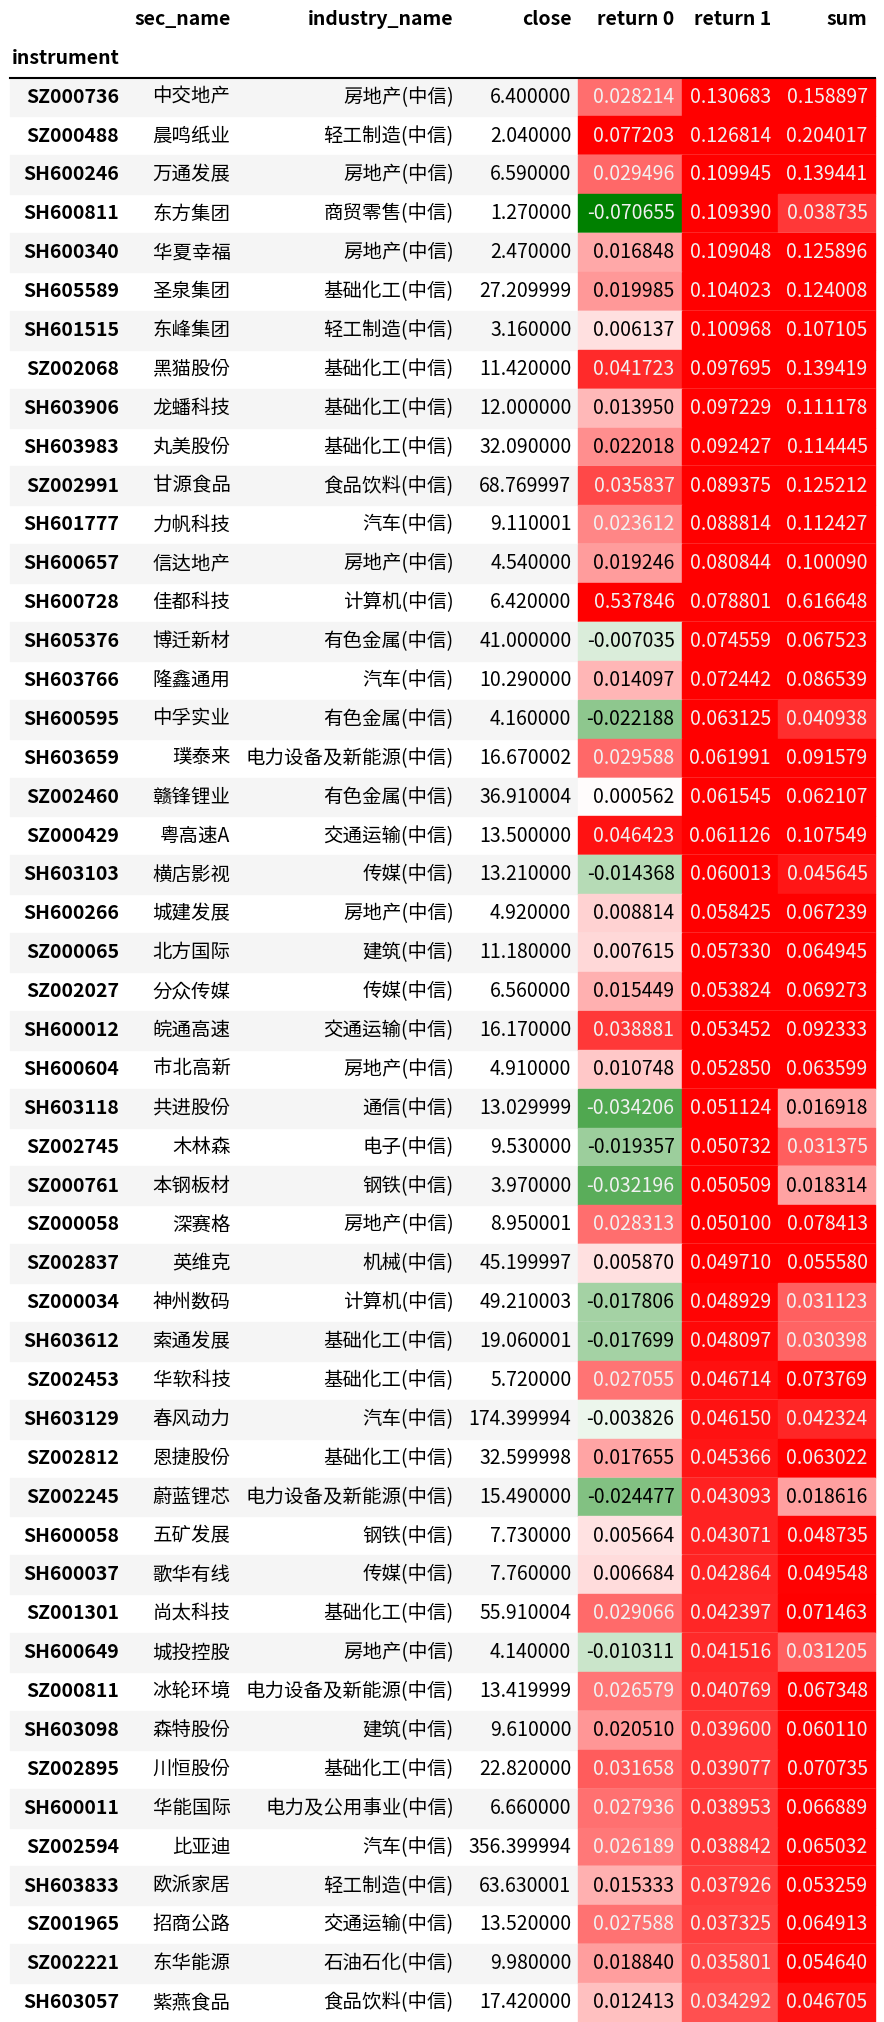 sec_name industry_name close return 0 return 1 sum
instrument
SZ000736 中交地产 房地产(中信) 6.400000 0.028214 0.130683 0.158897
SZ000488 晨鸣纸业 轻工制造(中信) 2.040000 0.077203 0.126814 0.204017
SH600246 万通发展 房地产(中信) 6.590000 0.029496 0.109945 0.139441
SH600811 东方集团 商贸零售(中信) 1.270000 -0.070655 0.109390 0.038735
SH600340 华夏幸福 房地产(中信) 2.470000 0.016848 0.109048 0.125896
SH605589 圣泉集团 基础化工(中信) 27.209999 0.019985 0.104023 0.124008
SH601515 东峰集团 轻工制造(中信) 3.160000 0.006137 0.100968 0.107105
SZ002068 黑猫股份 基础化工(中信) 11.420000 0.041723 0.097695 0.139419
SH603906 龙蟠科技 基础化工(中信) 12.000000 0.013950 0.097229 0.111178
SH603983 丸美股份 基础化工(中信) 32.090000 0.022018 0.092427 0.114445
SZ002991 甘源食品 食品饮料(中信) 68.769997 0.035837 0.089375 0.125212
SH601777 力帆科技 汽车(中信) 9.110001 0.023612 0.088814 0.112427
SH600657 信达地产 房地产(中信) 4.540000 0.019246 0.080844 0.100090
SH600728 佳都科技 计算机(中信) 6.420000 0.537846 0.078801 0.616648
SH605376 博迁新材 有色金属(中信) 41.000000 -0.007035 0.074559 0.067523
SH603766 隆鑫通用 汽车(中信) 10.290000 0.014097 0.072442 0.086539
SH600595 中孚实业 有色金属(中信) 4.160000 -0.022188 0.063125 0.040938
SH603659 璞泰来 电力设备及新能源(中信) 16.670002 0.029588 0.061991 0.091579
SZ002460 赣锋锂业 有色金属(中信) 36.910004 0.000562 0.061545 0.062107
SZ000429 粤高速A 交通运输(中信) 13.500000 0.046423 0.061126 0.107549
SH603103 横店影视 传媒(中信) 13.210000 -0.014368 0.060013 0.045645
SH600266 城建发展 房地产(中信) 4.920000 0.008814 0.058425 0.067239
SZ000065 北方国际 建筑(中信) 11.180000 0.007615 0.057330 0.064945
SZ002027 分众传媒 传媒(中信) 6.560000 0.015449 0.053824 0.069273
SH600012 皖通高速 交通运输(中信) 16.170000 0.038881 0.053452 0.092333
SH600604 市北高新 房地产(中信) 4.910000 0.010748 0.052850 0.063599
SH603118 共进股份 通信(中信) 13.029999 -0.034206 0.051124 0.016918
SZ002745 木林森 电子(中信) 9.530000 -0.019357 0.050732 0.031375
SZ000761 本钢板材 钢铁(中信) 3.970000 -0.032196 0.050509 0.018314
SZ000058 深赛格 房地产(中信) 8.950001 0.028313 0.050100 0.078413
SZ002837 英维克 机械(中信) 45.199997 0.005870 0.049710 0.055580
SZ000034 神州数码 计算机(中信) 49.210003 -0.017806 0.048929 0.031123
SH603612 索通发展 基础化工(中信) 19.060001 -0.017699 0.048097 0.030398
SZ002453 华软科技 基础化工(中信) 5.720000 0.027055 0.046714 0.073769
SH603129 春风动力 汽车(中信) 174.399994 -0.003826 0.046150 0.042324
SZ002812 恩捷股份 基础化工(中信) 32.599998 0.017655 0.045366 0.063022
SZ002245 蔚蓝锂芯 电力设备及新能源(中信) 15.490000 -0.024477 0.043093 0.018616
SH600058 五矿发展 钢铁(中信) 7.730000 0.005664 0.043071 0.048735
SH600037 歌华有线 传媒(中信) 7.760000 0.006684 0.042864 0.049548
SZ001301 尚太科技 基础化工(中信) 55.910004 0.029066 0.042397 0.071463
SH600649 城投控股 房地产(中信) 4.140000 -0.010311 0.041516 0.031205
SZ000811 冰轮环境 电力设备及新能源(中信) 13.419999 0.026579 0.040769 0.067348
SH603098 森特股份 建筑(中信) 9.610000 0.020510 0.039600 0.060110
SZ002895 川恒股份 基础化工(中信) 22.820000 0.031658 0.039077 0.070735
SH600011 华能国际 电力及公用事业(中信) 6.660000 0.027936 0.038953 0.066889
SZ002594 比亚迪 汽车(中信) 356.399994 0.026189 0.038842 0.065032
SH603833 欧派家居 轻工制造(中信) 63.630001 0.015333 0.037926 0.053259
SZ001965 招商公路 交通运输(中信) 13.520000 0.027588 0.037325 0.064913
SZ002221 东华能源 石油石化(中信) 9.980000 0.018840 0.035801 0.054640
SH603057 紫燕食品 食品饮料(中信) 17.420000 0.012413 0.034292 0.046705